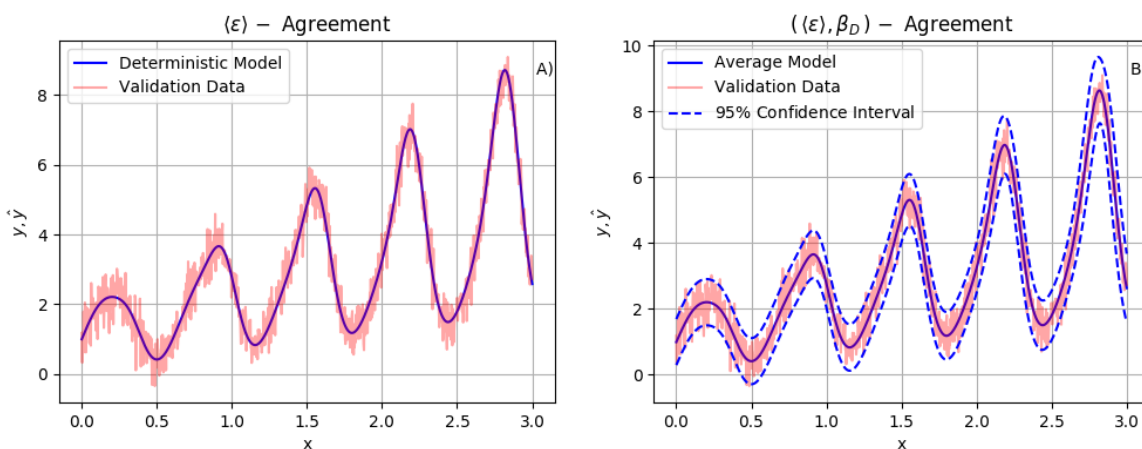 ⟨ε⟩ − Agreement
Deterministic Model
Validation Data
A)
8
6
4
2
0
y, ŷ
0.0 0.5 1.0 1.5 2.0 2.5 3.0
x
(⟨ε⟩, β_D) − Agreement
Average Model
Validation Data
95% Confidence Interval
B
10
8
6
4
2
0
y, ŷ
0.0 0.5 1.0 1.5 2.0 2.5 3.0
x